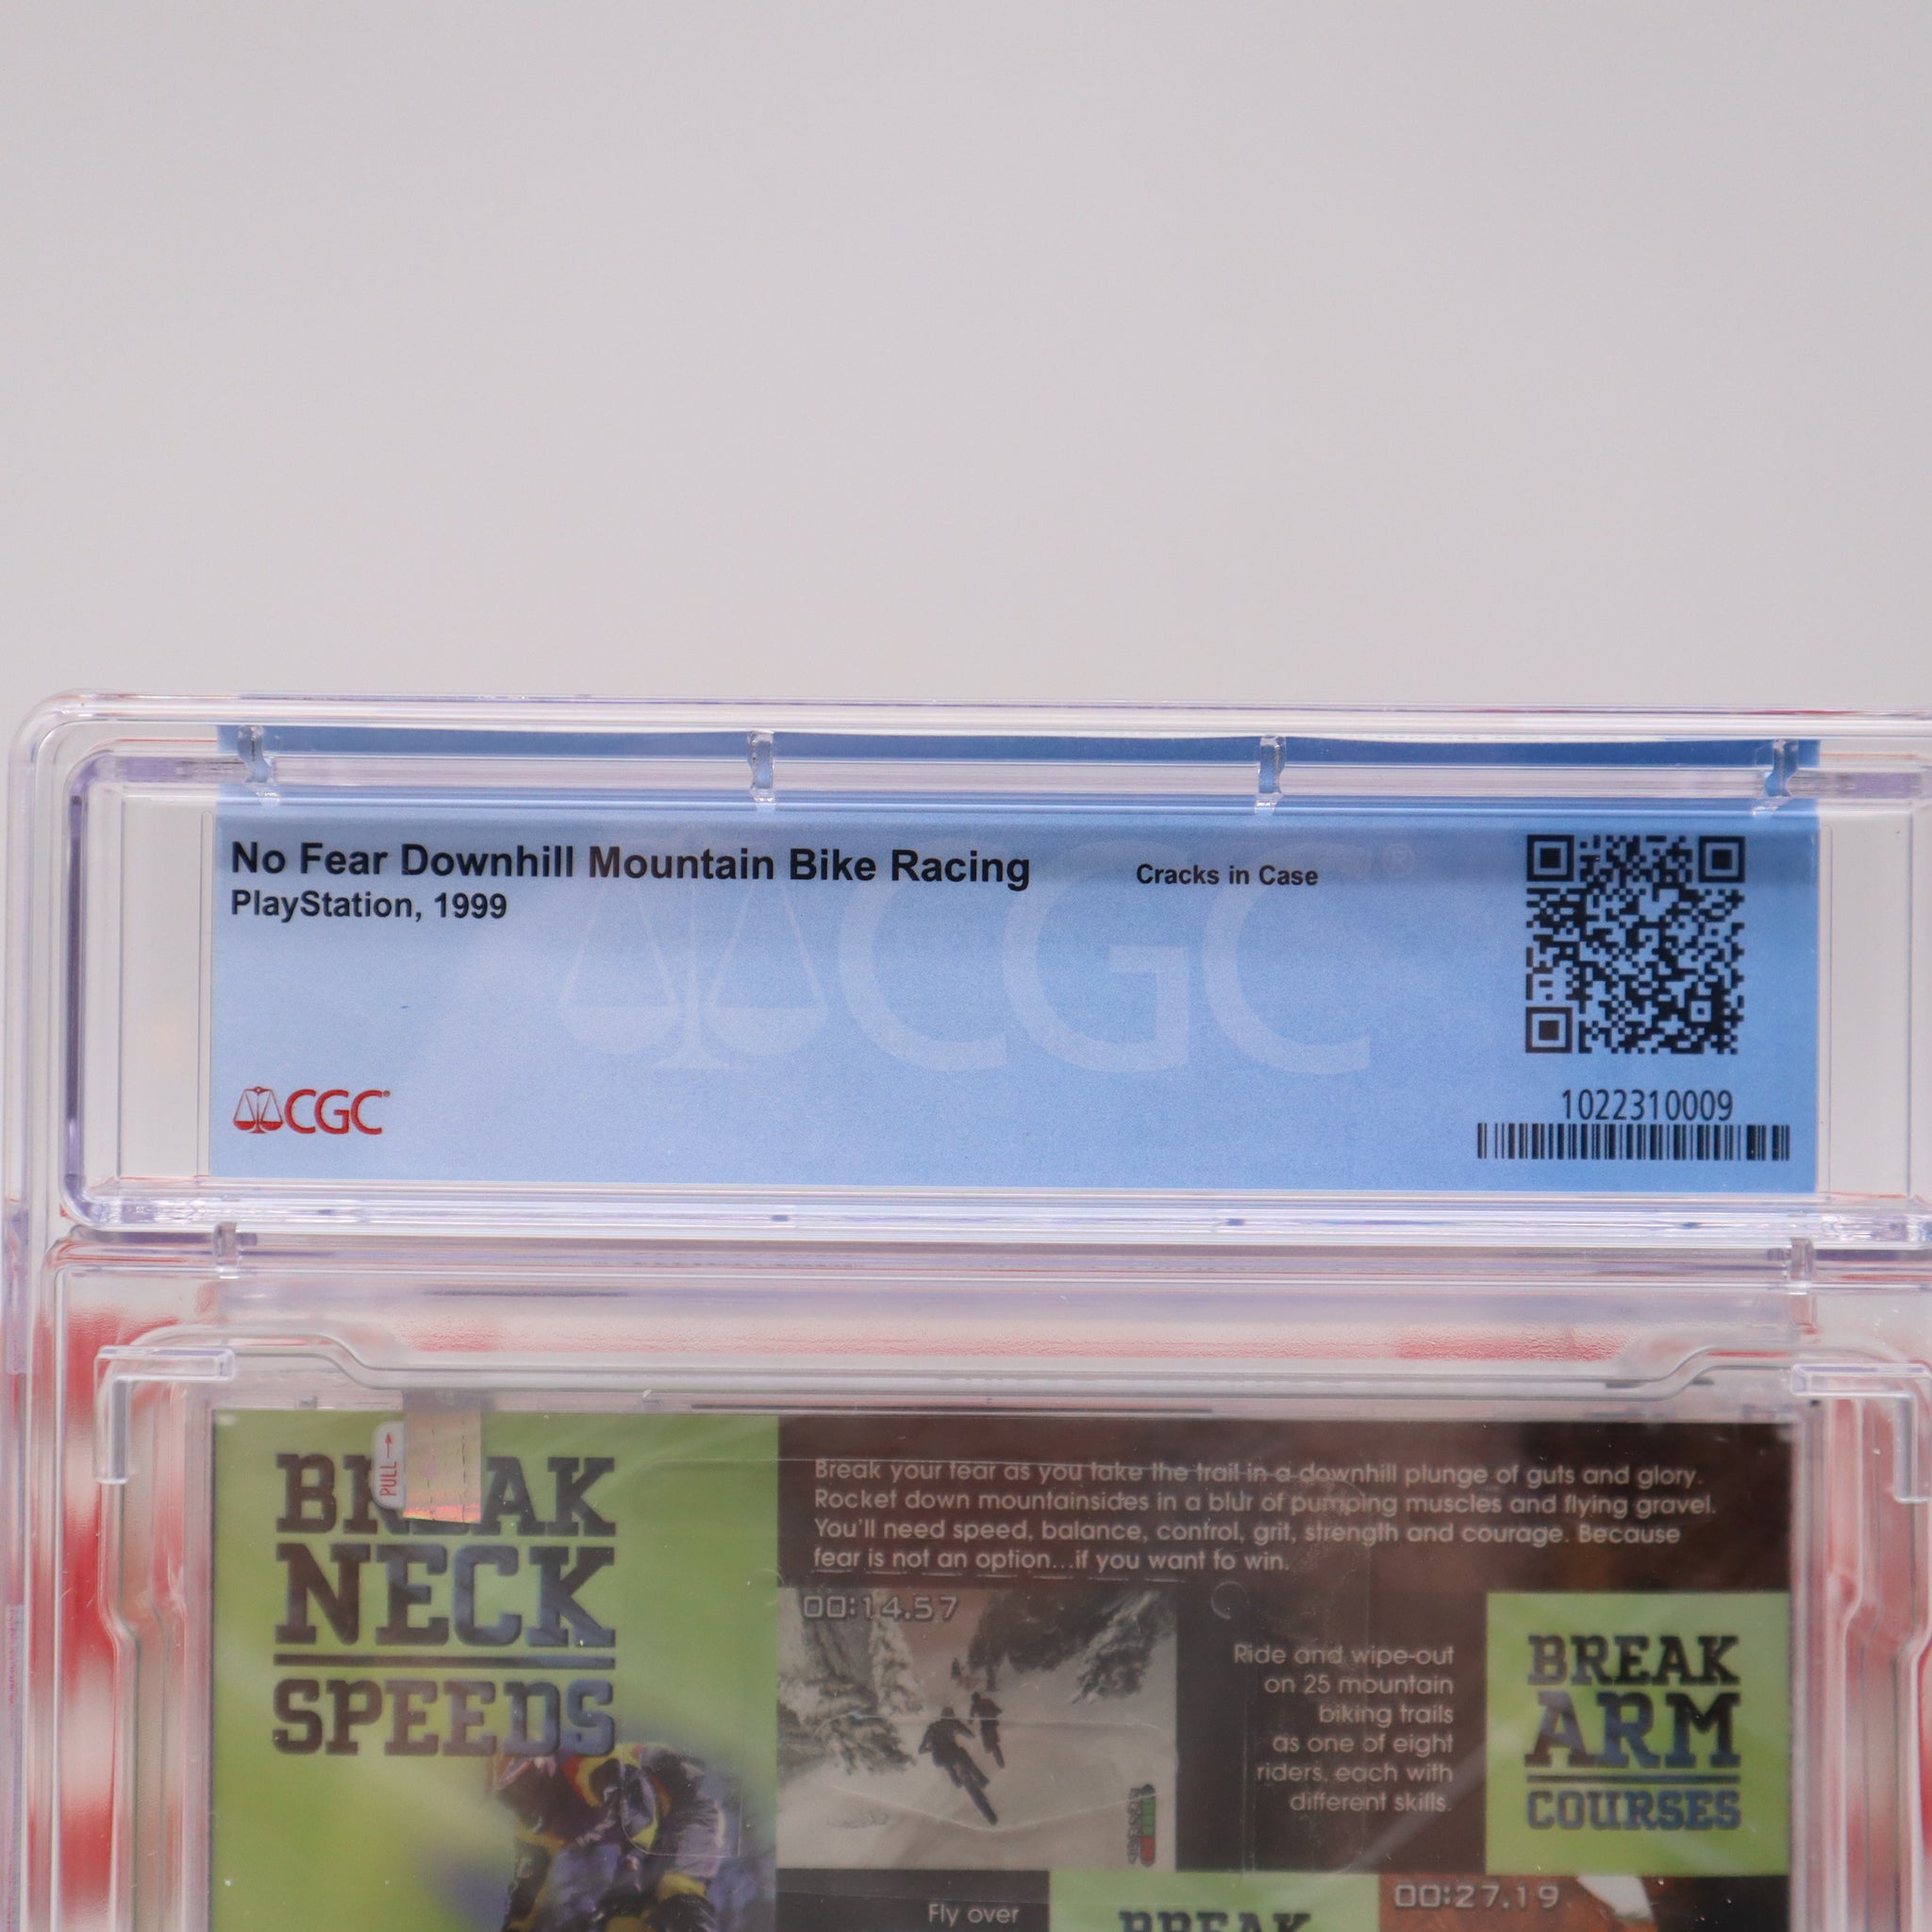 No Fear Downhill Mountain Bike Racing
PlayStation, 1999
Cracks in Case
CGC®
CGC®
1022310009
PULL →
BREAK
NECK
SPEEDS
Break your fear as you take the trail in a downhill plunge of guts and glory.
Rocket down mountainsides in a blur of pumping muscles and flying gravel.
You'll need speed, balance, control, grit, strength and courage. Because
fear is not an option...if you want to win.
00:14.57
Ride and wipe-out
on 25 mountain
biking trails
as one of eight
riders, each with
different skills.
BREAK
ARM
COURSES
Fly over
BREAK
00:27.19